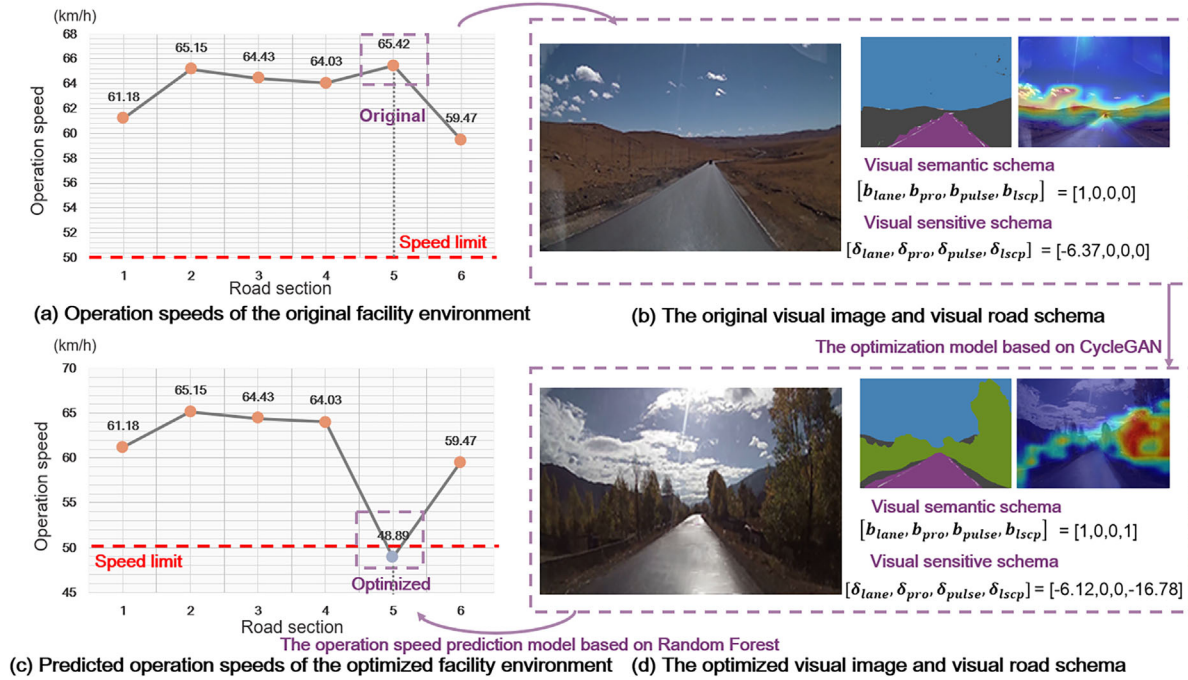 (km/h)
68
66
64
62
60
58
56
54
52
50
Operation speed
61.18
65.15
64.43
64.03
65.42
59.47
Original
Speed limit
1 2 3 4 5 6
Road section
(a) Operation speeds of the original facility environment
Visual semantic schema
[b_lane, b_pro, b_pulse, b_lscp] = [1,0,0,0]
Visual sensitive schema
[δ_lane, δ_pro, δ_pulse, δ_lscp] = [-6.37,0,0,0]
(b) The original visual image and visual road schema
The optimization model based on CycleGAN
(km/h)
70
65
60
55
50
45
Operation speed
61.18
65.15
64.43
64.03
48.89
59.47
Speed limit
Optimized
1 2 3 4 5 6
Road section
The operation speed prediction model based on Random Forest
(c) Predicted operation speeds of the optimized facility environment
Visual semantic schema
[b_lane, b_pro, b_pulse, b_lscp] = [1,0,0,1]
Visual sensitive schema
[δ_lane, δ_pro, δ_pulse, δ_lscp] = [-6.12,0,0,-16.78]
(d) The optimized visual image and visual road schema